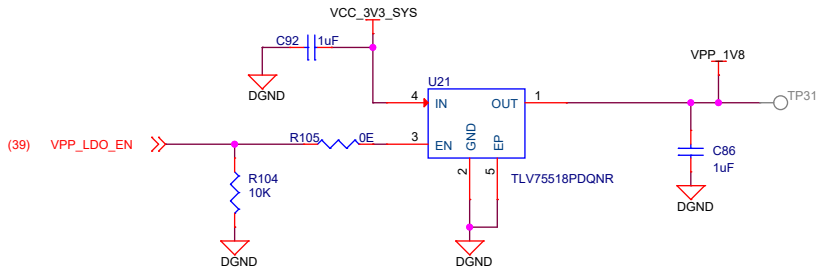 VCC_3V3_SYS
C92 1uF
VPP_1V8
U21
DGND
4 IN OUT 1
TP31
(39) VPP_LDO_EN
R105 0E
3 EN
GND
EP
C86
1uF
R104
10K
2 5
TLV75518PDQNR
DGND
DGND
DGND